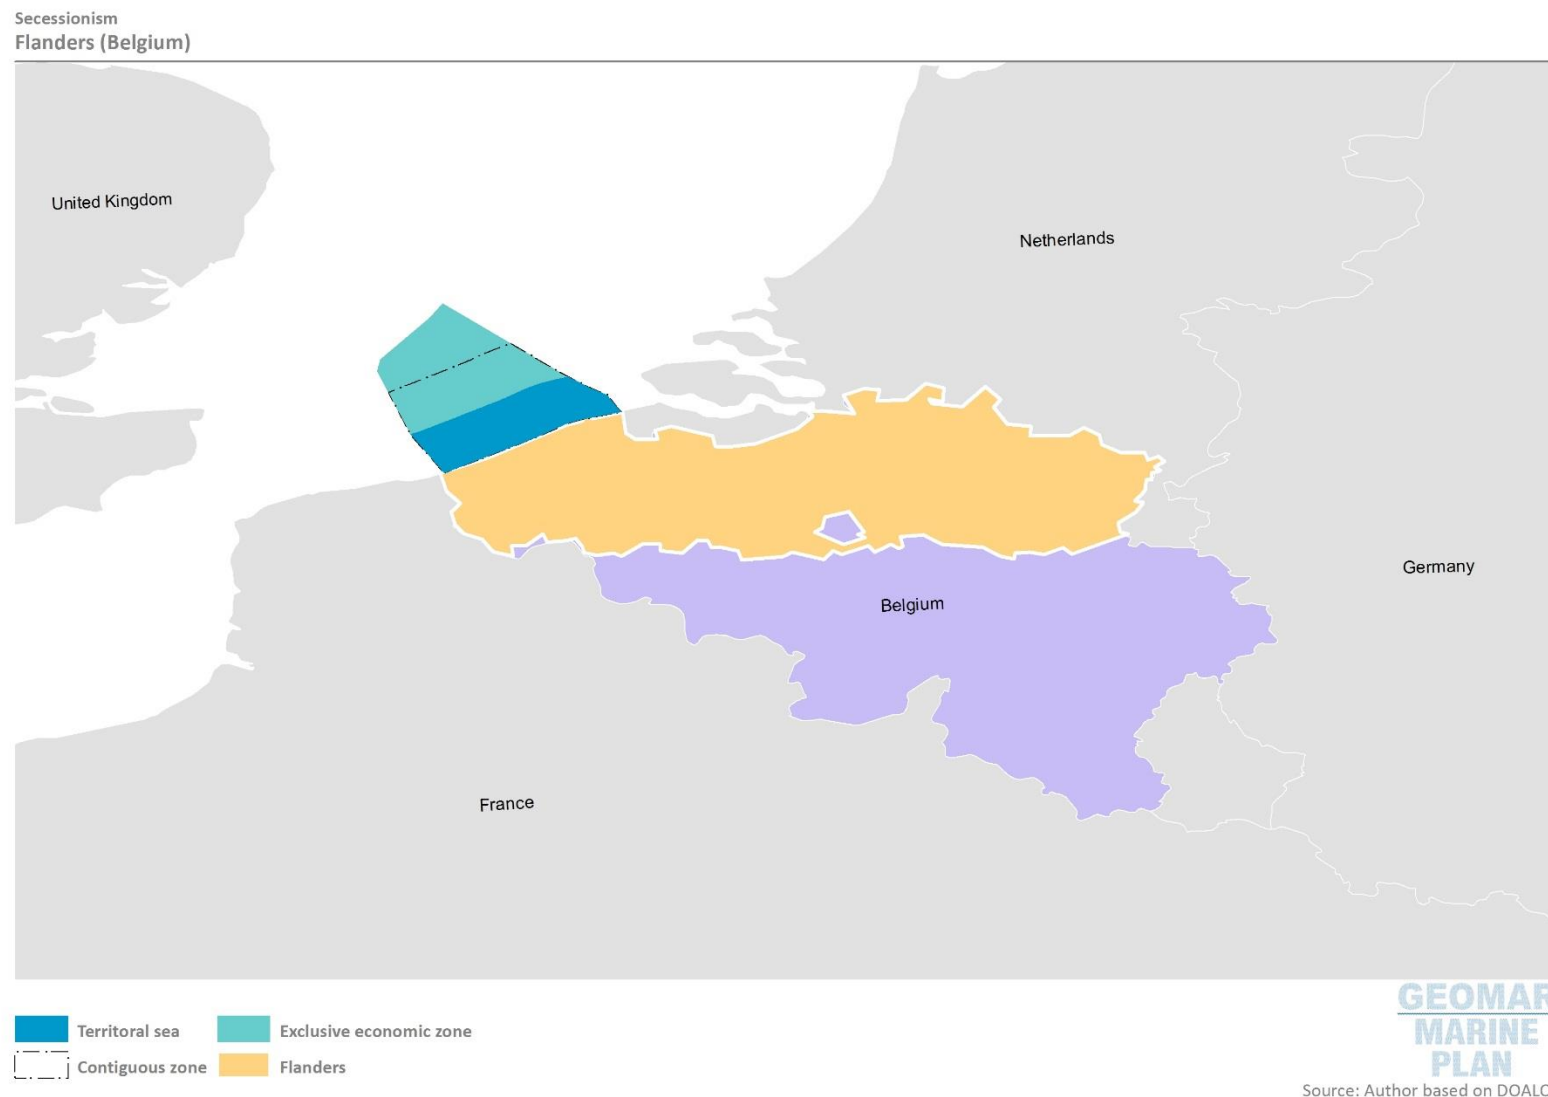 Secessionism
Flanders (Belgium)
United Kingdom
Netherlands
Germany
Belgium
France
Territoral sea
Exclusive economic zone
Contiguous zone
Flanders
GEOMAR
MARINE
PLAN
Source: Author based on DOALO